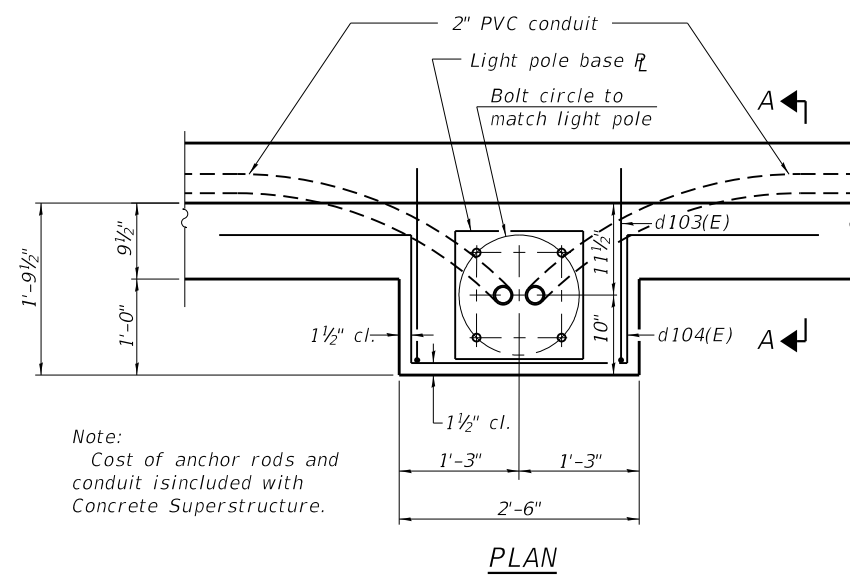 2" PVC conduit
Light pole base ℙL
Bolt circle to
match light pole
A
d103(E)
9½"
11½"
1'-9½"
1'-0"
10"
1½" cl.
d104(E)
A
1½" cl.
Note:
Cost of anchor rods and
conduit isincluded with
Concrete Superstructure.
1'-3"
1'-3"
2'-6"
PLAN